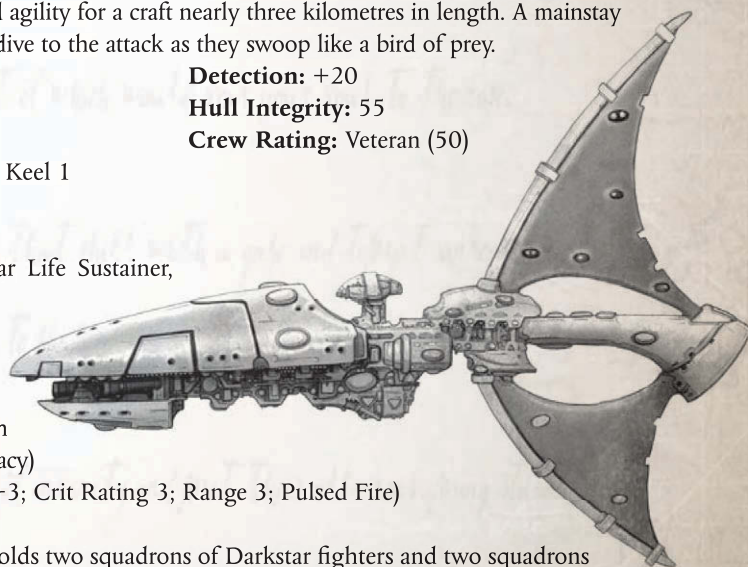 l agility for a craft nearly three kilometres in length. A mainstay
dive to the attack as they swoop like a bird of prey.
Detection: +20
Hull Integrity: 55
Crew Rating: Veteran (50)
Keel 1
ar Life Sustainer,
acy)
-3; Crit Rating 3; Range 3; Pulsed Fire)
olds two squadrons of Darkstar fighters and two squadrons